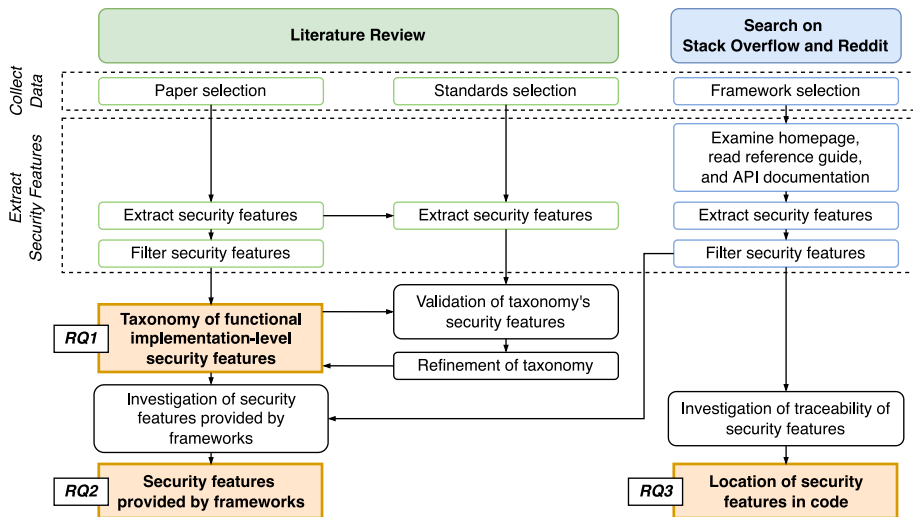 Literature Review
Search on
Stack Overflow and Reddit
Collect
Data
Paper selection
Standards selection
Framework selection
Extract
Security Features
Examine homepage,
read reference guide,
and API documentation
Extract security features
Extract security features
Extract security features
Filter security features
Filter security features
RQ1
Taxonomy of functional
implementation-level
security features
Validation of taxonomy's
security features
Refinement of taxonomy
Investigation of security
features provided by
frameworks
Investigation of traceability of
security features
RQ2
Security features
provided by frameworks
RQ3
Location of security
features in code